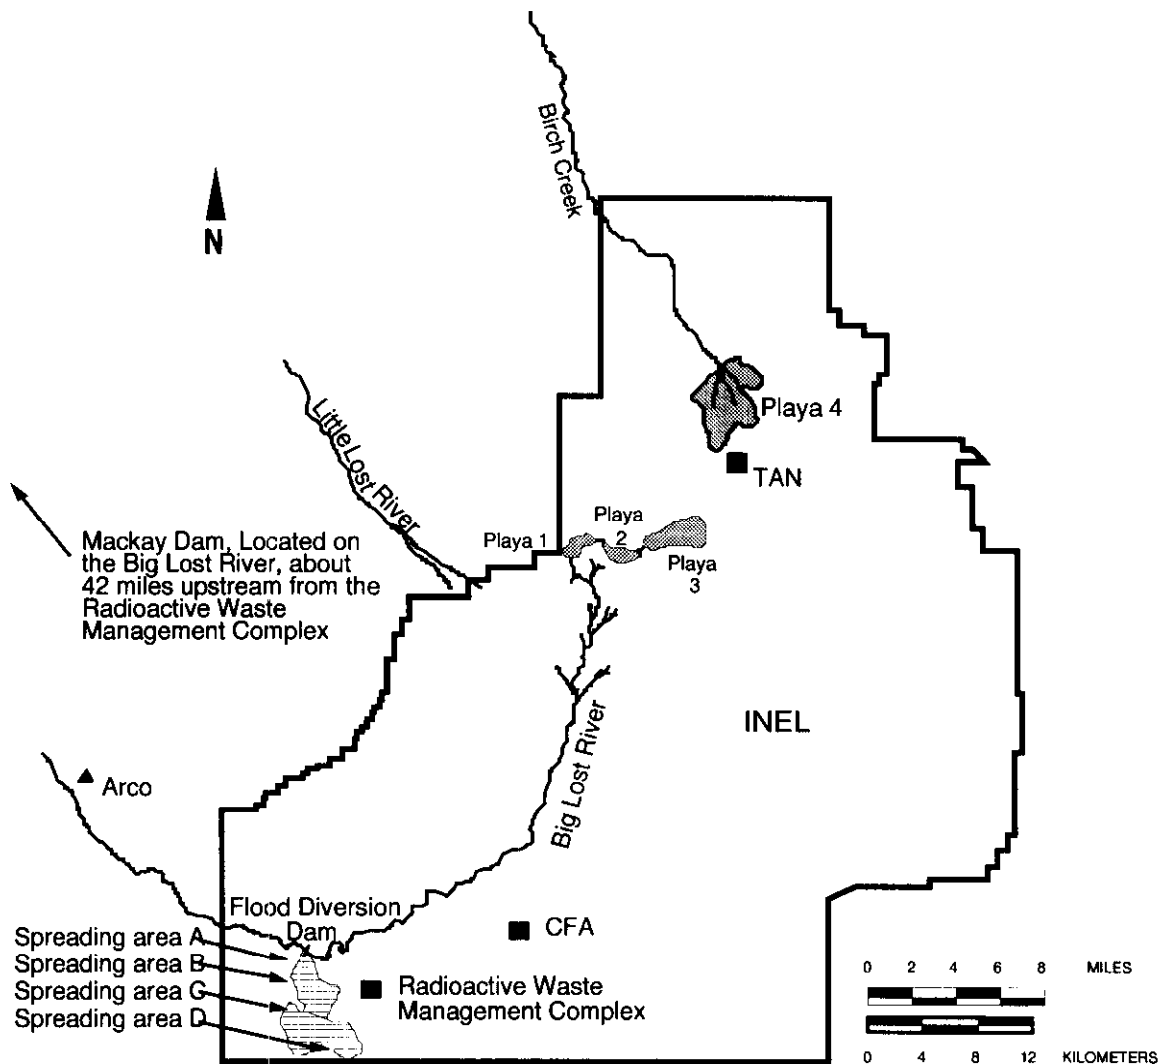 Birch Creek
N
Playa 4
TAN
Little Lost River
Playa 1
Playa
2
Playa
3
Mackay Dam, Located on
the Big Lost River, about
42 miles upstream from the
Radioactive Waste
Management Complex
INEL
Big Lost River
Arco
Flood Diversion
Dam
CFA
Spreading area A
Spreading area B
Spreading area C
Spreading area D
Radioactive Waste
Management Complex
0 2 4 6 8 MILES
0 4 8 12 KILOMETERS